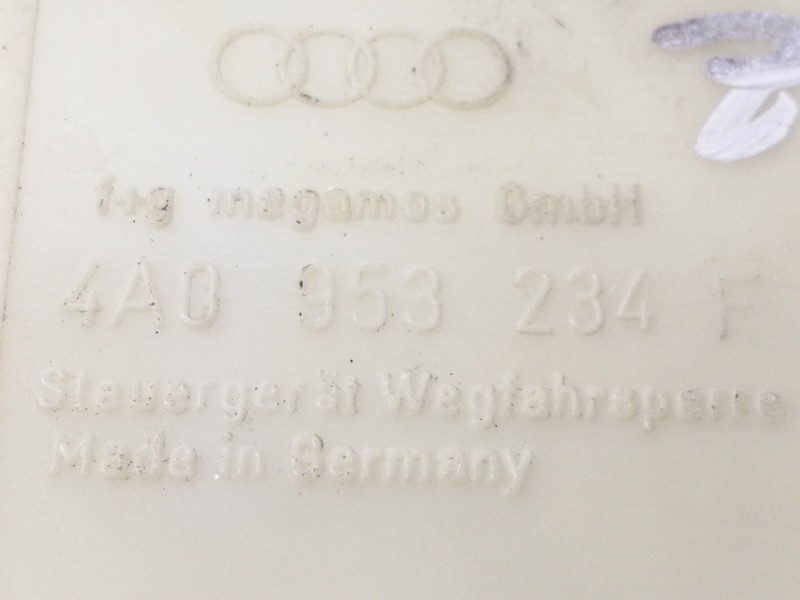 f+g megamos GmbH
4A0 953 234 F
Steuergerät Wegfahrsperre
Made in Germany